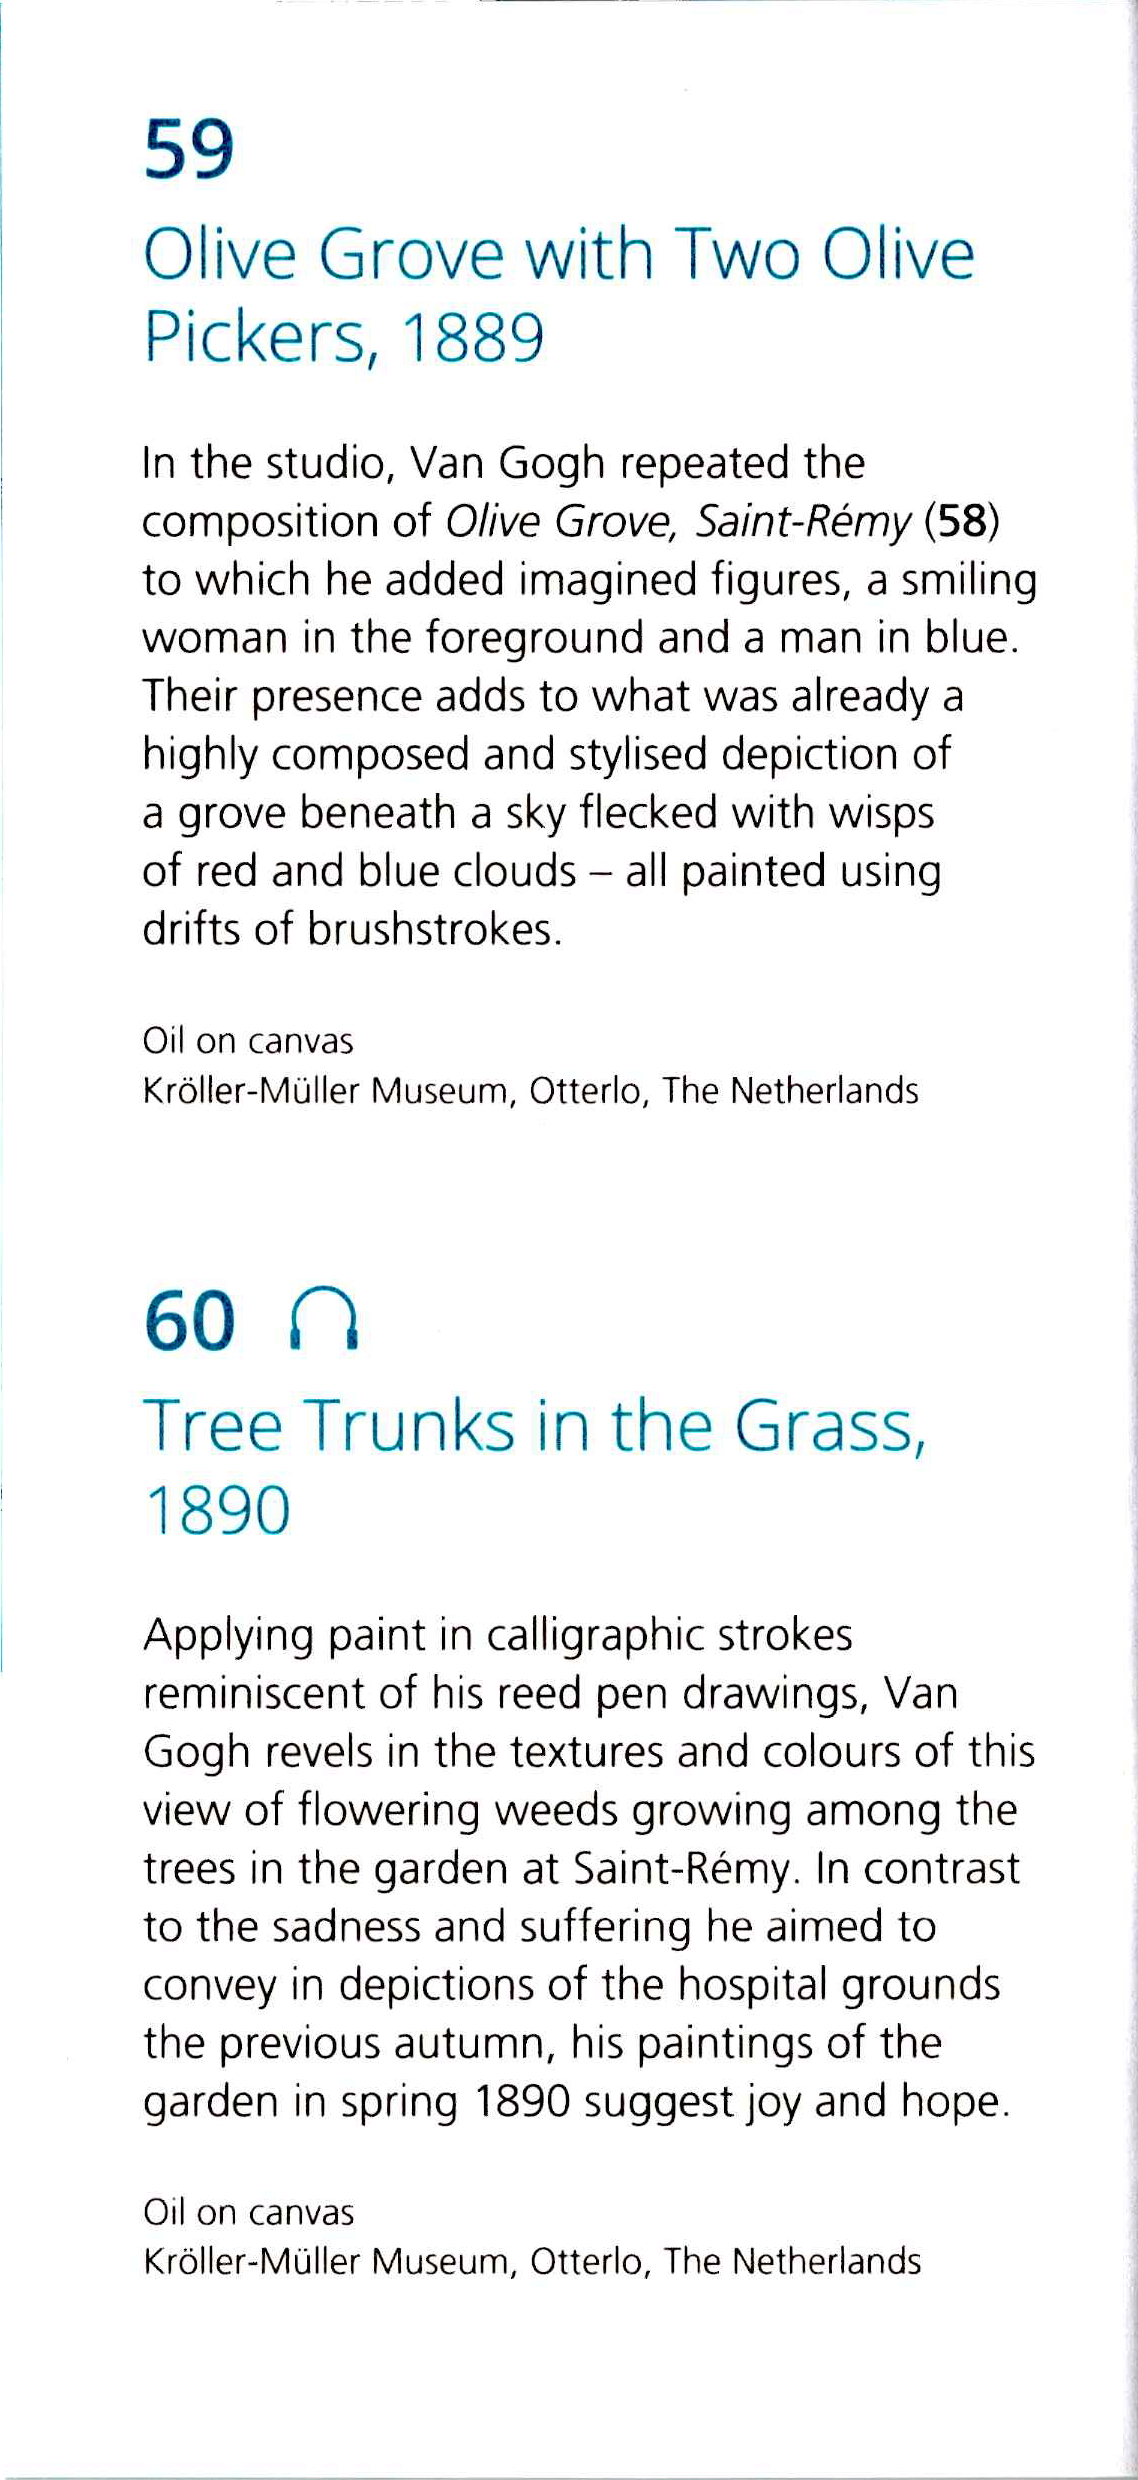 59
Olive Grove with Two Olive
Pickers, 1889
In the studio, Van Gogh repeated the
composition of Olive Grove, Saint-Rémy (58)
to which he added imagined figures, a smiling
woman in the foreground and a man in blue.
Their presence adds to what was already a
highly composed and stylised depiction of
a grove beneath a sky flecked with wisps
of red and blue clouds – all painted using
drifts of brushstrokes.
Oil on canvas
Kröller-Müller Museum, Otterlo, The Netherlands
60
Tree Trunks in the Grass,
1890
Applying paint in calligraphic strokes
reminiscent of his reed pen drawings, Van
Gogh revels in the textures and colours of this
view of flowering weeds growing among the
trees in the garden at Saint-Rémy. In contrast
to the sadness and suffering he aimed to
convey in depictions of the hospital grounds
the previous autumn, his paintings of the
garden in spring 1890 suggest joy and hope.
Oil on canvas
Kröller-Müller Museum, Otterlo, The Netherlands